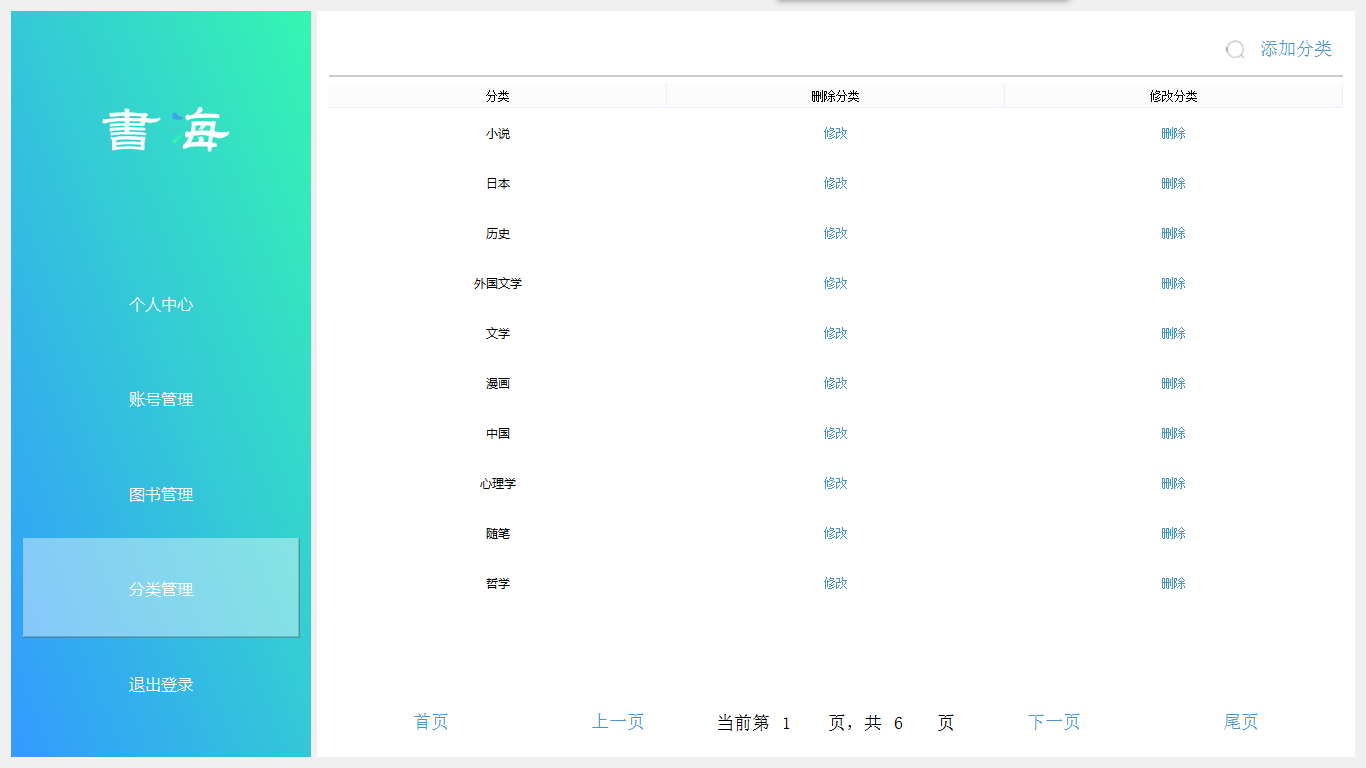 書海
个人中心
账号管理
图书管理
分类管理
退出登录
添加分类
分类 删除分类 修改分类
小说 修改 删除
日本 修改 删除
历史 修改 删除
外国文学 修改 删除
文学 修改 删除
漫画 修改 删除
中国 修改 删除
心理学 修改 删除
随笔 修改 删除
哲学 修改 删除
首页 上一页 当前第 1 页，共 6 页 下一页 尾页